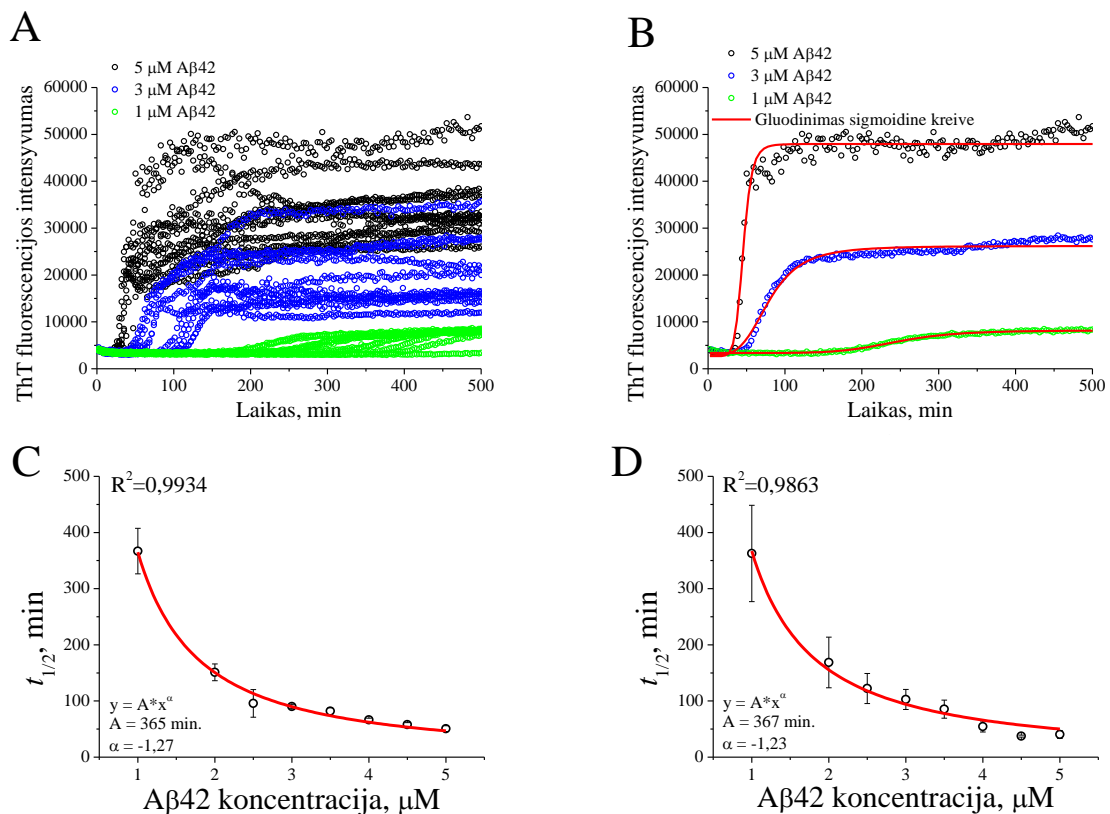 A
5 μM Aβ42
3 μM Aβ42
1 μM Aβ42
60000
50000
40000
30000
20000
10000
0
ThT fluorescencijos intensyvumas
0 100 200 300 400 500
Laikas, min
B
5 μM Aβ42
3 μM Aβ42
1 μM Aβ42
Gluodinimas sigmoidine kreive
60000
50000
40000
30000
20000
10000
0
ThT fluorescencijos intensyvumas
0 100 200 300 400 500
Laikas, min
C
R²=0,9934
500
400
300
200
100
0
t1/2, min
y = A*x^α
A = 365 min.
α = -1,27
1 2 3 4 5
Aβ42 koncentracija, μM
D
R²=0,9863
500
400
300
200
100
0
t1/2, min
y = A*x^α
A = 367 min.
α = -1,23
1 2 3 4 5
Aβ42 koncentracija, μM